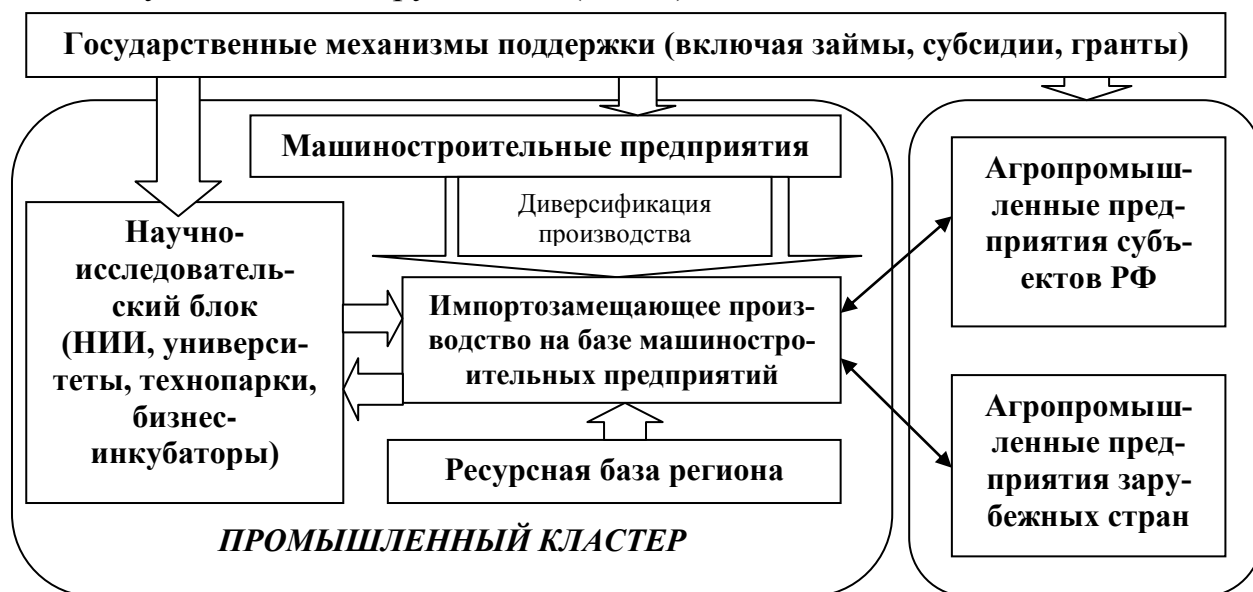 Государственные механизмы поддержки (включая займы, субсидии, гранты)
Машиностроительные предприятия
Диверсификация
производства
Научно-
исследователь-
ский блок
(НИИ, универси-
теты, технопарки,
бизнес-
инкубаторы)
Импортозамещающее произ-
водство на базе машиностро-
ительных предприятий
Ресурсная база региона
ПРОМЫШЛЕННЫЙ КЛАСТЕР
Агропромыш-
ленные пред-
приятия субъ-
ектов РФ
Агропромыш-
ленные пред-
приятия зару-
бежных стран